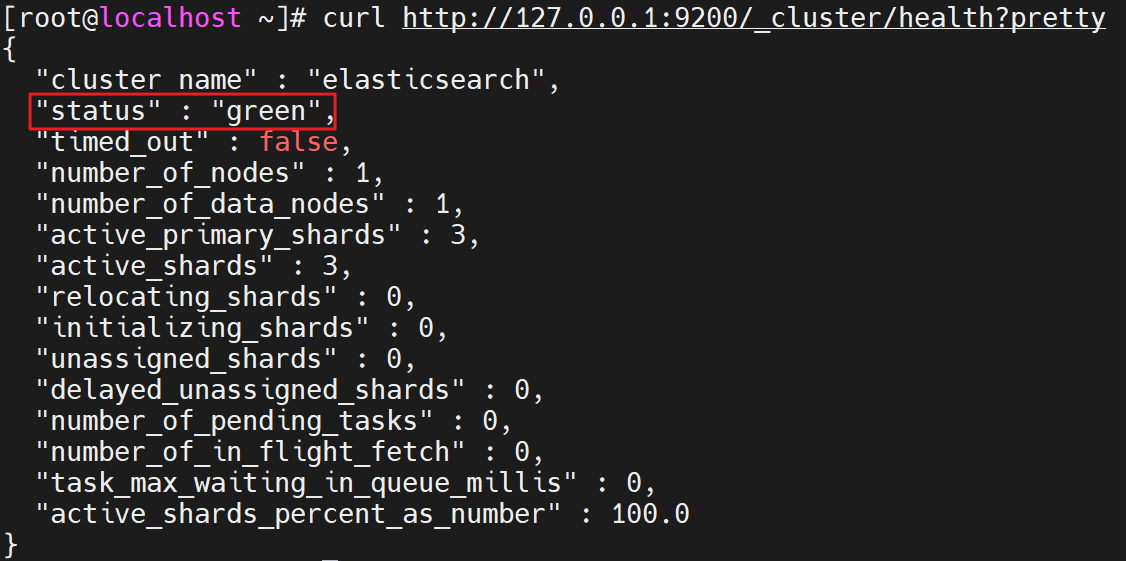 [root@localhost ~]# curl http://127.0.0.1:9200/_cluster/health?pretty
{
  "cluster_name" : "elasticsearch",
  "status" : "green",
  "timed_out" : false,
  "number_of_nodes" : 1,
  "number_of_data_nodes" : 1,
  "active_primary_shards" : 3,
  "active_shards" : 3,
  "relocating_shards" : 0,
  "initializing_shards" : 0,
  "unassigned_shards" : 0,
  "delayed_unassigned_shards" : 0,
  "number_of_pending_tasks" : 0,
  "number_of_in_flight_fetch" : 0,
  "task_max_waiting_in_queue_millis" : 0,
  "active_shards_percent_as_number" : 100.0
}